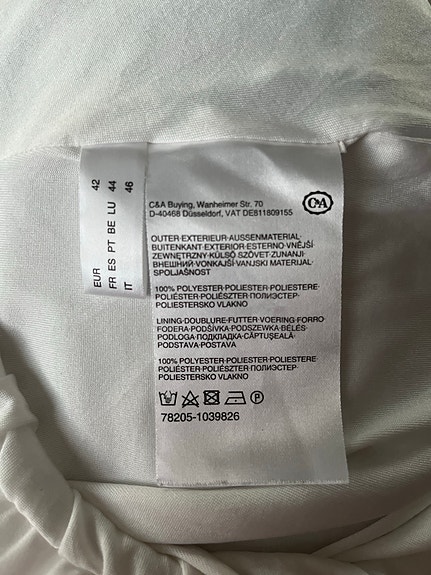 EUR 42
FR ES PT BE LU 44
IT 46
C&A
C&A Buying, Wanheimer Str. 70
D-40468 Düsseldorf, VAT DE811809155
OUTER·EXTERIEUR·AUSSENMATERIAL·
BUITENKANT·EXTERIOR·ESTERNO·VNĚJŠÍ
ZEWNĘTRZNY·KÜLSŐ SZÖVET·ZUNANJI·
ВНЕШНИЙ·VONKAJŠÍ·VANJSKI MATERIJAL·
SPOLJAŠNOST
100% POLYESTER·POLIESTER·POLIESTERE·
POLIÉSTER·POLIÉSZTER·ПОЛИЭСТЕР·
POLIESTERSKO VLAKNO
LINING·DOUBLURE·FUTTER·VOERING·FORRO·
FODERA·PODŠÍVKA·PODSZEWKA·BÉLÉS·
PODLOGA·ПОДКЛАДКА·CĂPTUŞEALĂ·
PODSTAVA·POSTAVA
100% POLYESTER·POLIESTER·POLIESTERE·
POLIÉSTER·POLIÉSZTER·ПОЛИЭСТЕР·
POLIESTERSKO VLAKNO
78205-1039826